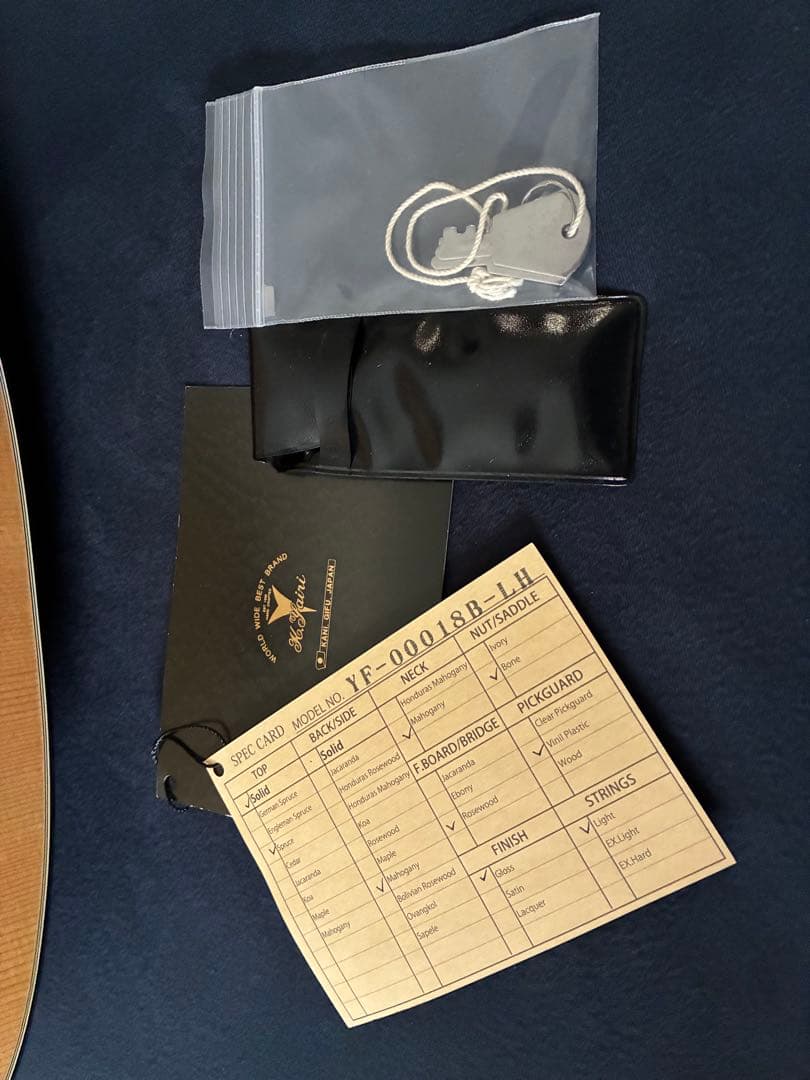 WORLD WIDE BEST BRAND
K.Yairi
KANI, GIFU, JAPAN
SPEC CARD MODEL NO. YF-00018B-LH
TOP
Solid
German Spruce
Engleman Spruce
Spruce
Cedar
Jacaranda
Koa
Maple
Mahogany
BACK/SIDE
Solid
Jacaranda
Honduras Rosewood
Honduras Mahogany
Koa
Rosewood
Maple
Mahogany
Bolivian Rosewood
Ovangkol
Sapele
NECK
Honduras Mahogany
Mahogany
F.BOARD/BRIDGE
Jacaranda
Ebony
Rosewood
FINISH
Gloss
Satin
Lacquer
NUT/SADDLE
Ivory
Bone
PICKGUARD
Clear Pickguard
Vinil Plastic
Wood
STRINGS
Light
EX.Light
EX.Hard